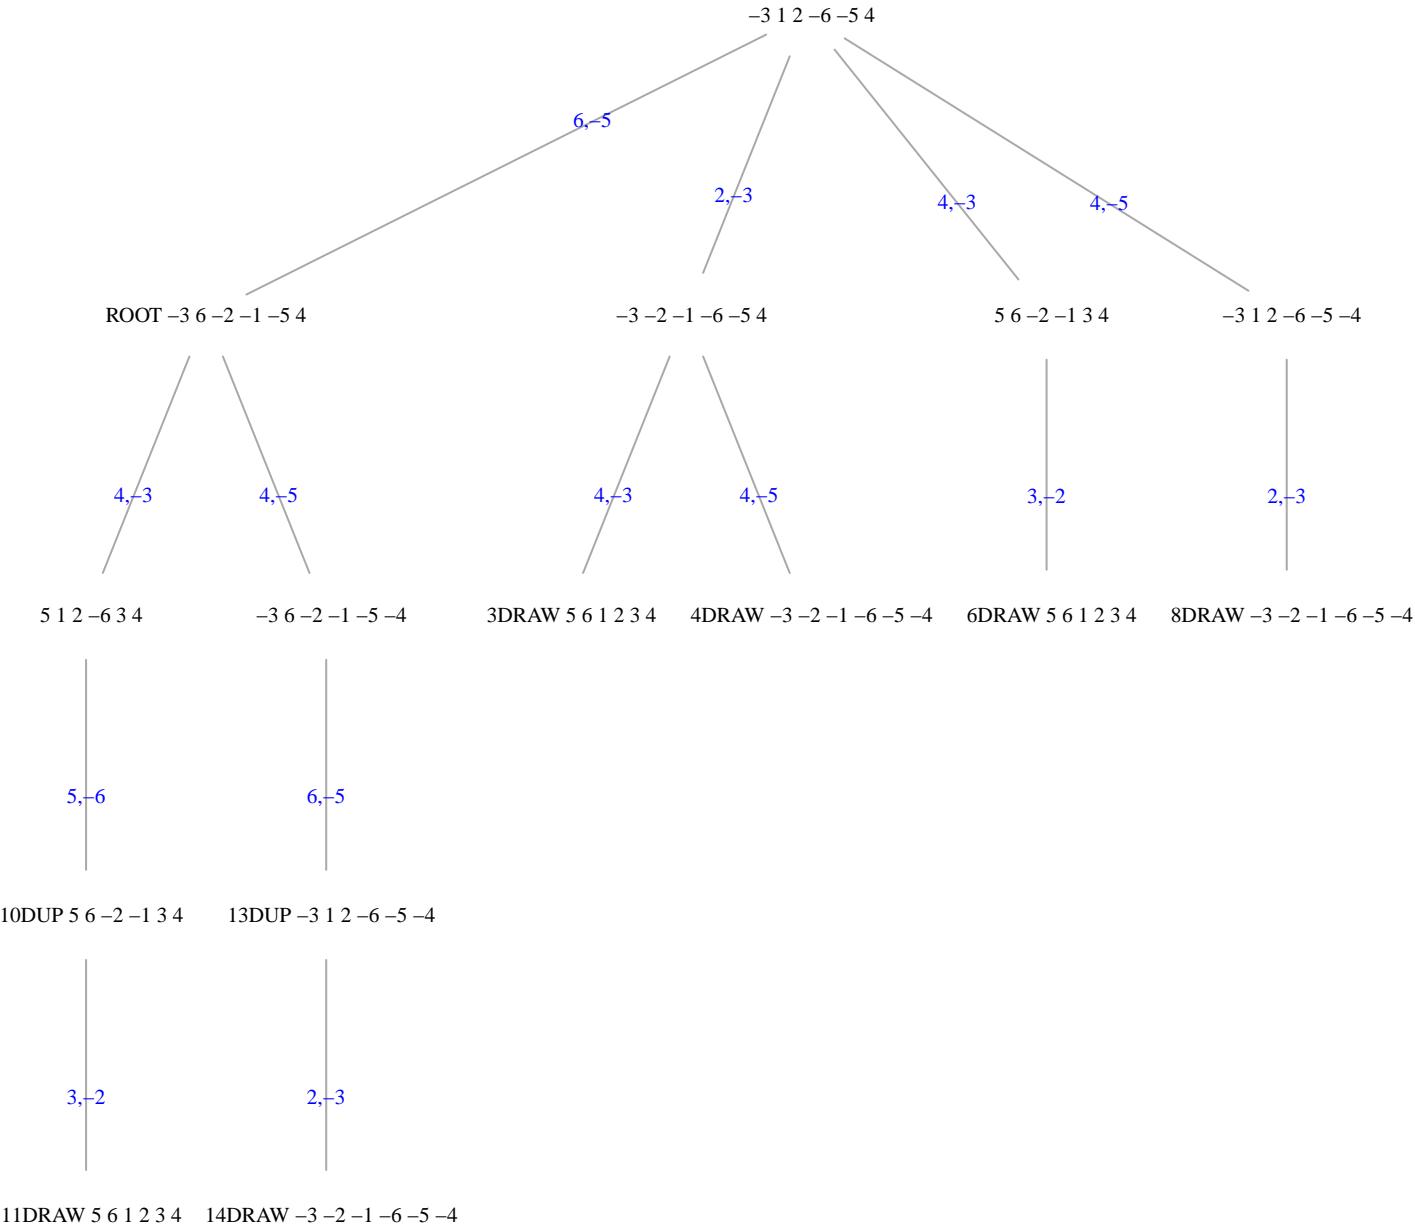 –3 1 2 –6 –5 4
6,–5
2,–3
4,–3
4,–5
ROOT –3 6 –2 –1 –5 4
–3 –2 –1 –6 –5 4
5 6 –2 –1 3 4
–3 1 2 –6 –5 –4
4,–3
4,–5
4,–3
4,–5
3,–2
2,–3
5 1 2 –6 3 4
–3 6 –2 –1 –5 –4
3DRAW 5 6 1 2 3 4
4DRAW –3 –2 –1 –6 –5 –4
6DRAW 5 6 1 2 3 4
8DRAW –3 –2 –1 –6 –5 –4
5,–6
6,–5
10DUP 5 6 –2 –1 3 4
13DUP –3 1 2 –6 –5 –4
3,–2
2,–3
11DRAW 5 6 1 2 3 4
14DRAW –3 –2 –1 –6 –5 –4